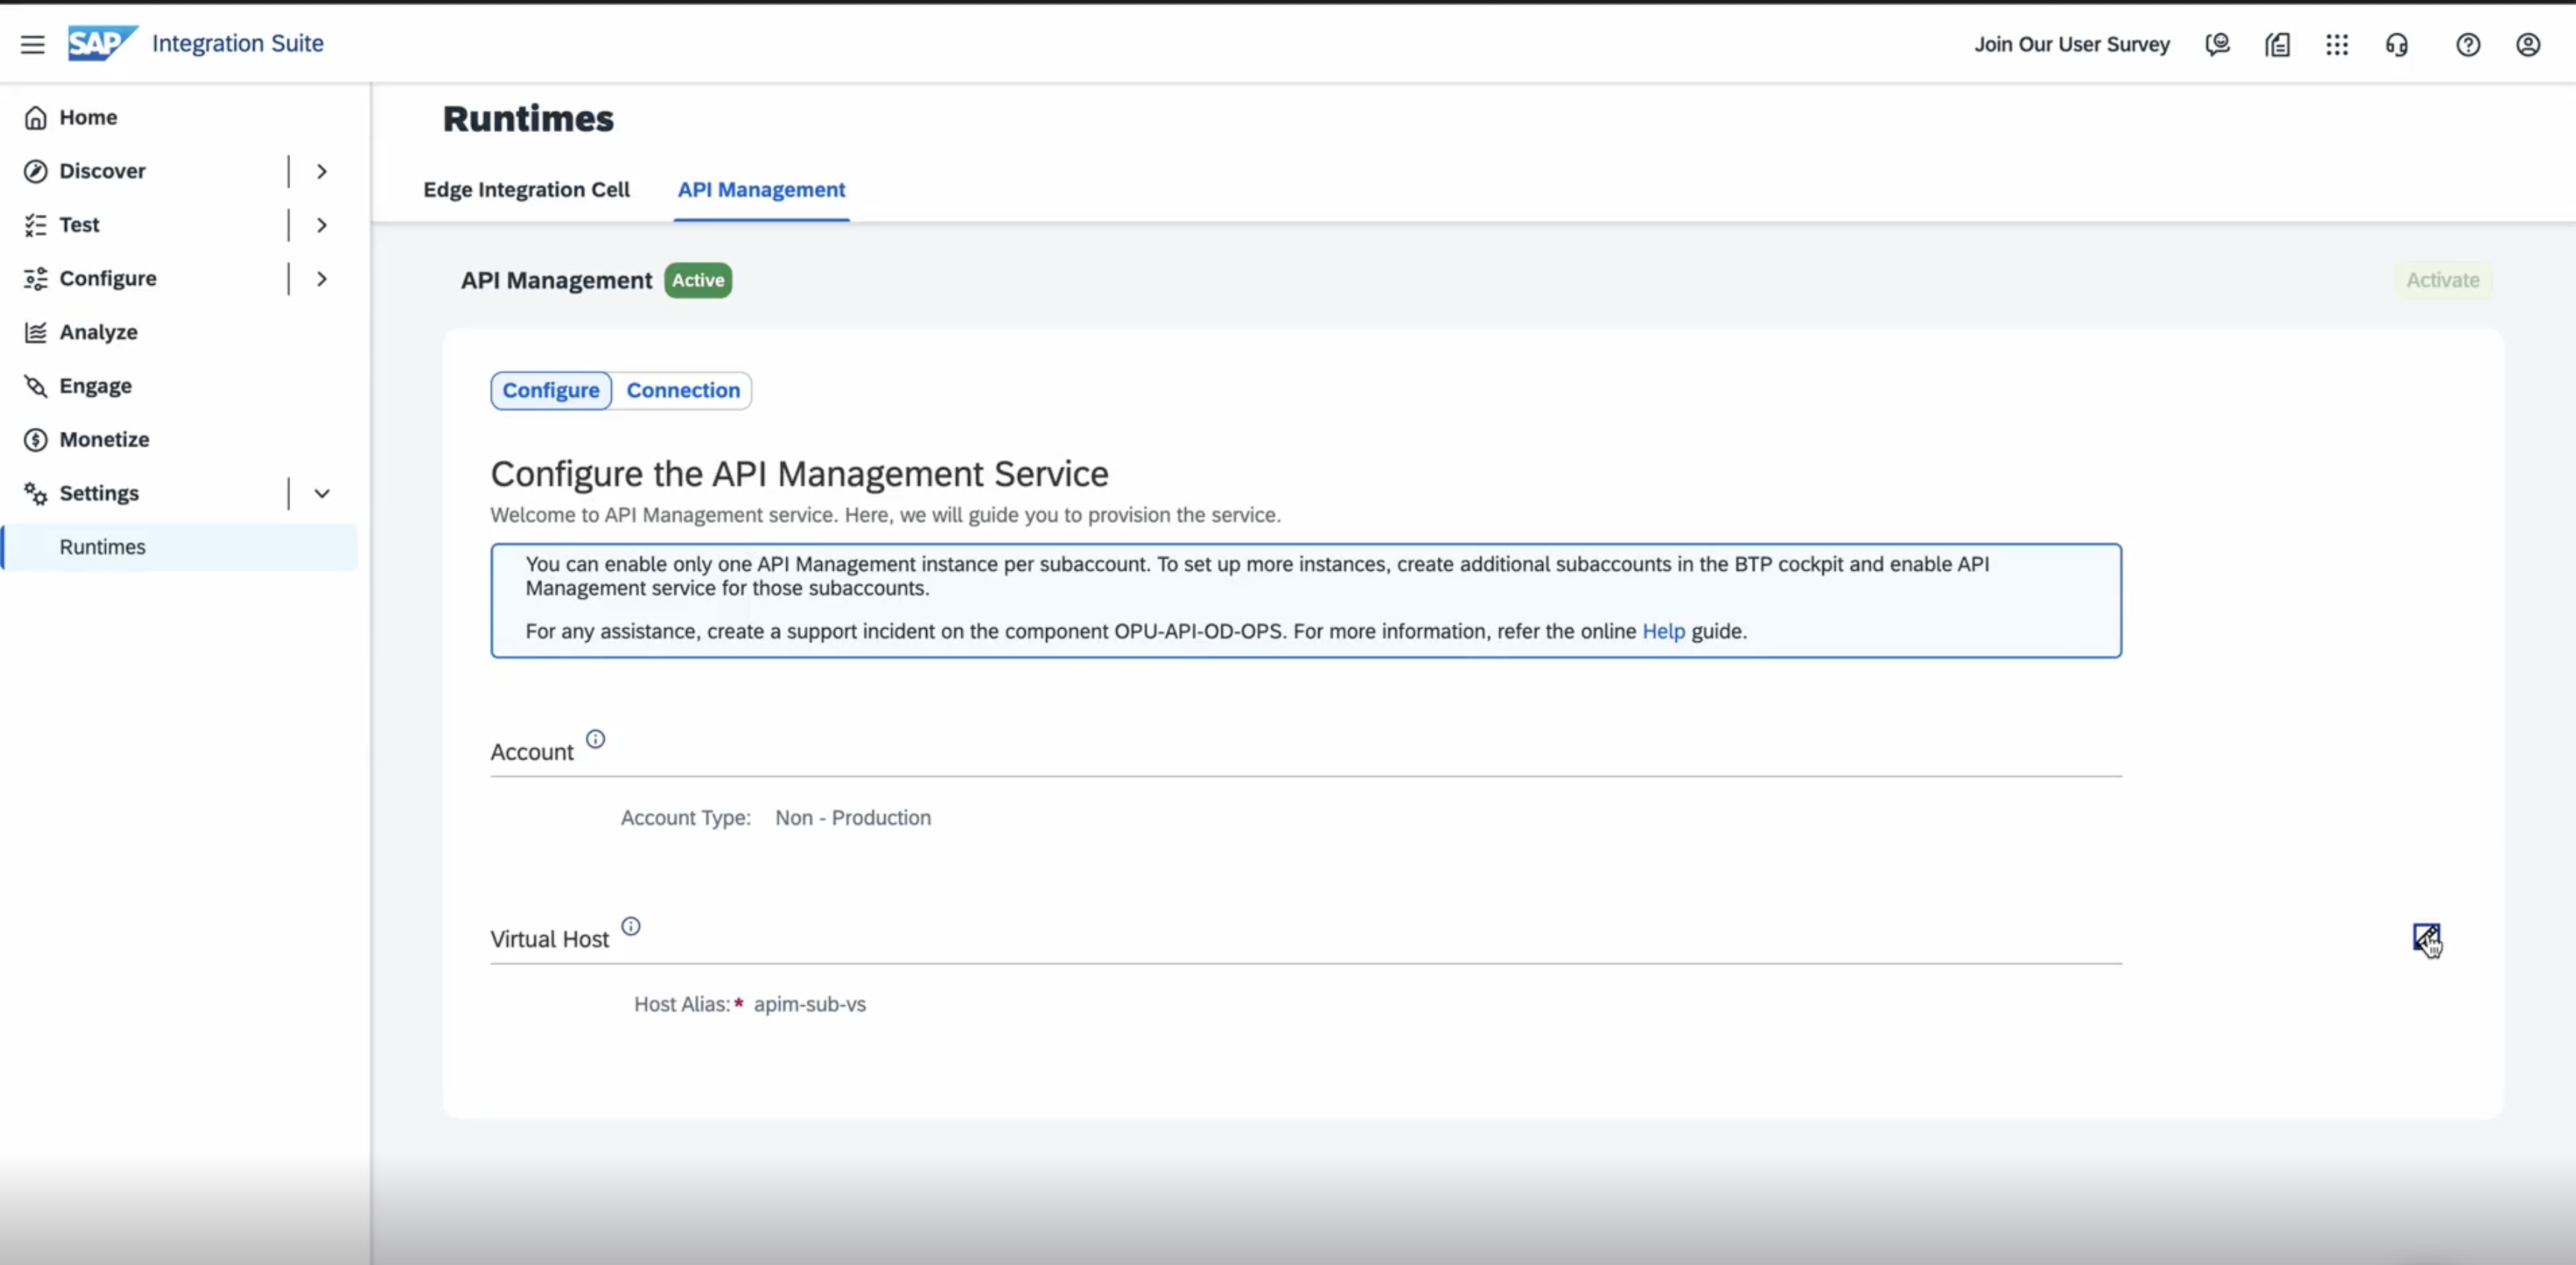 SAP Integration Suite
Join Our User Survey
Home
Discover
Test
Configure
Analyze
Engage
Monetize
Settings
Runtimes
Runtimes
Edge Integration Cell API Management
API Management Active
Activate
Configure Connection
Configure the API Management Service
Welcome to API Management service. Here, we will guide you to provision the service.
You can enable only one API Management instance per subaccount. To set up more instances, create additional subaccounts in the BTP cockpit and enable API
Management service for those subaccounts.
For any assistance, create a support incident on the component OPU-API-OD-OPS. For more information, refer the online Help guide.
Account
Account Type: Non - Production
Virtual Host
Host Alias:* apim-sub-vs